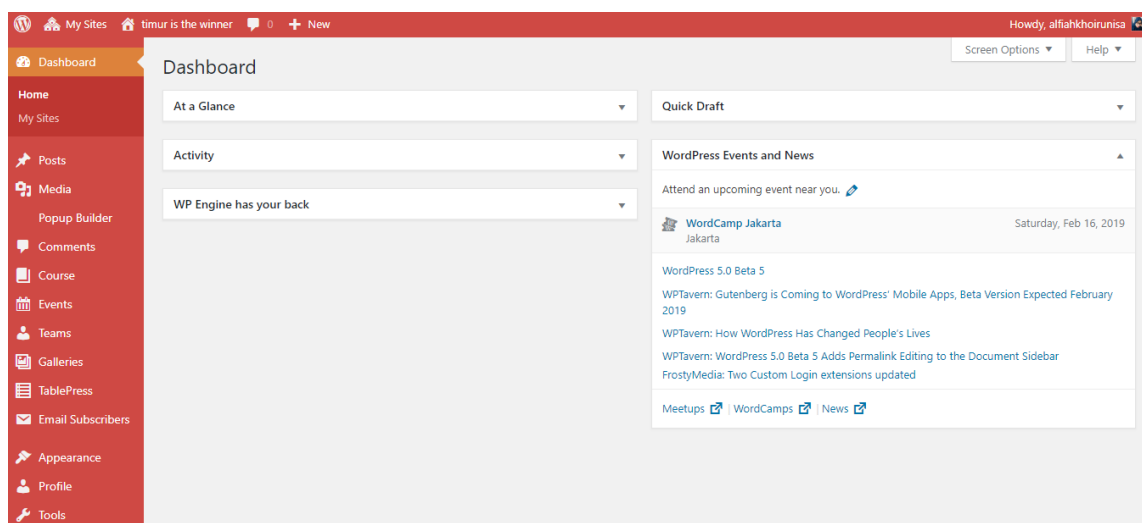 My Sites timur is the winner 0 New Howdy, alfiahkhoirunisa
Screen Options Help
Dashboard
Home
My Sites
Posts
Media
Popup Builder
Comments
Course
Events
Teams
Galleries
TablePress
Email Subscribers
Appearance
Profile
Tools
Dashboard
At a Glance
Activity
WP Engine has your back
Quick Draft
WordPress Events and News
Attend an upcoming event near you.
WordCamp Jakarta Saturday, Feb 16, 2019
Jakarta
WordPress 5.0 Beta 5
WPTavern: Gutenberg is Coming to WordPress' Mobile Apps, Beta Version Expected February
2019
WPTavern: How WordPress Has Changed People's Lives
WPTavern: WordPress 5.0 Beta 5 Adds Permalink Editing to the Document Sidebar
FrostyMedia: Two Custom Login extensions updated
Meetups | WordCamps | News